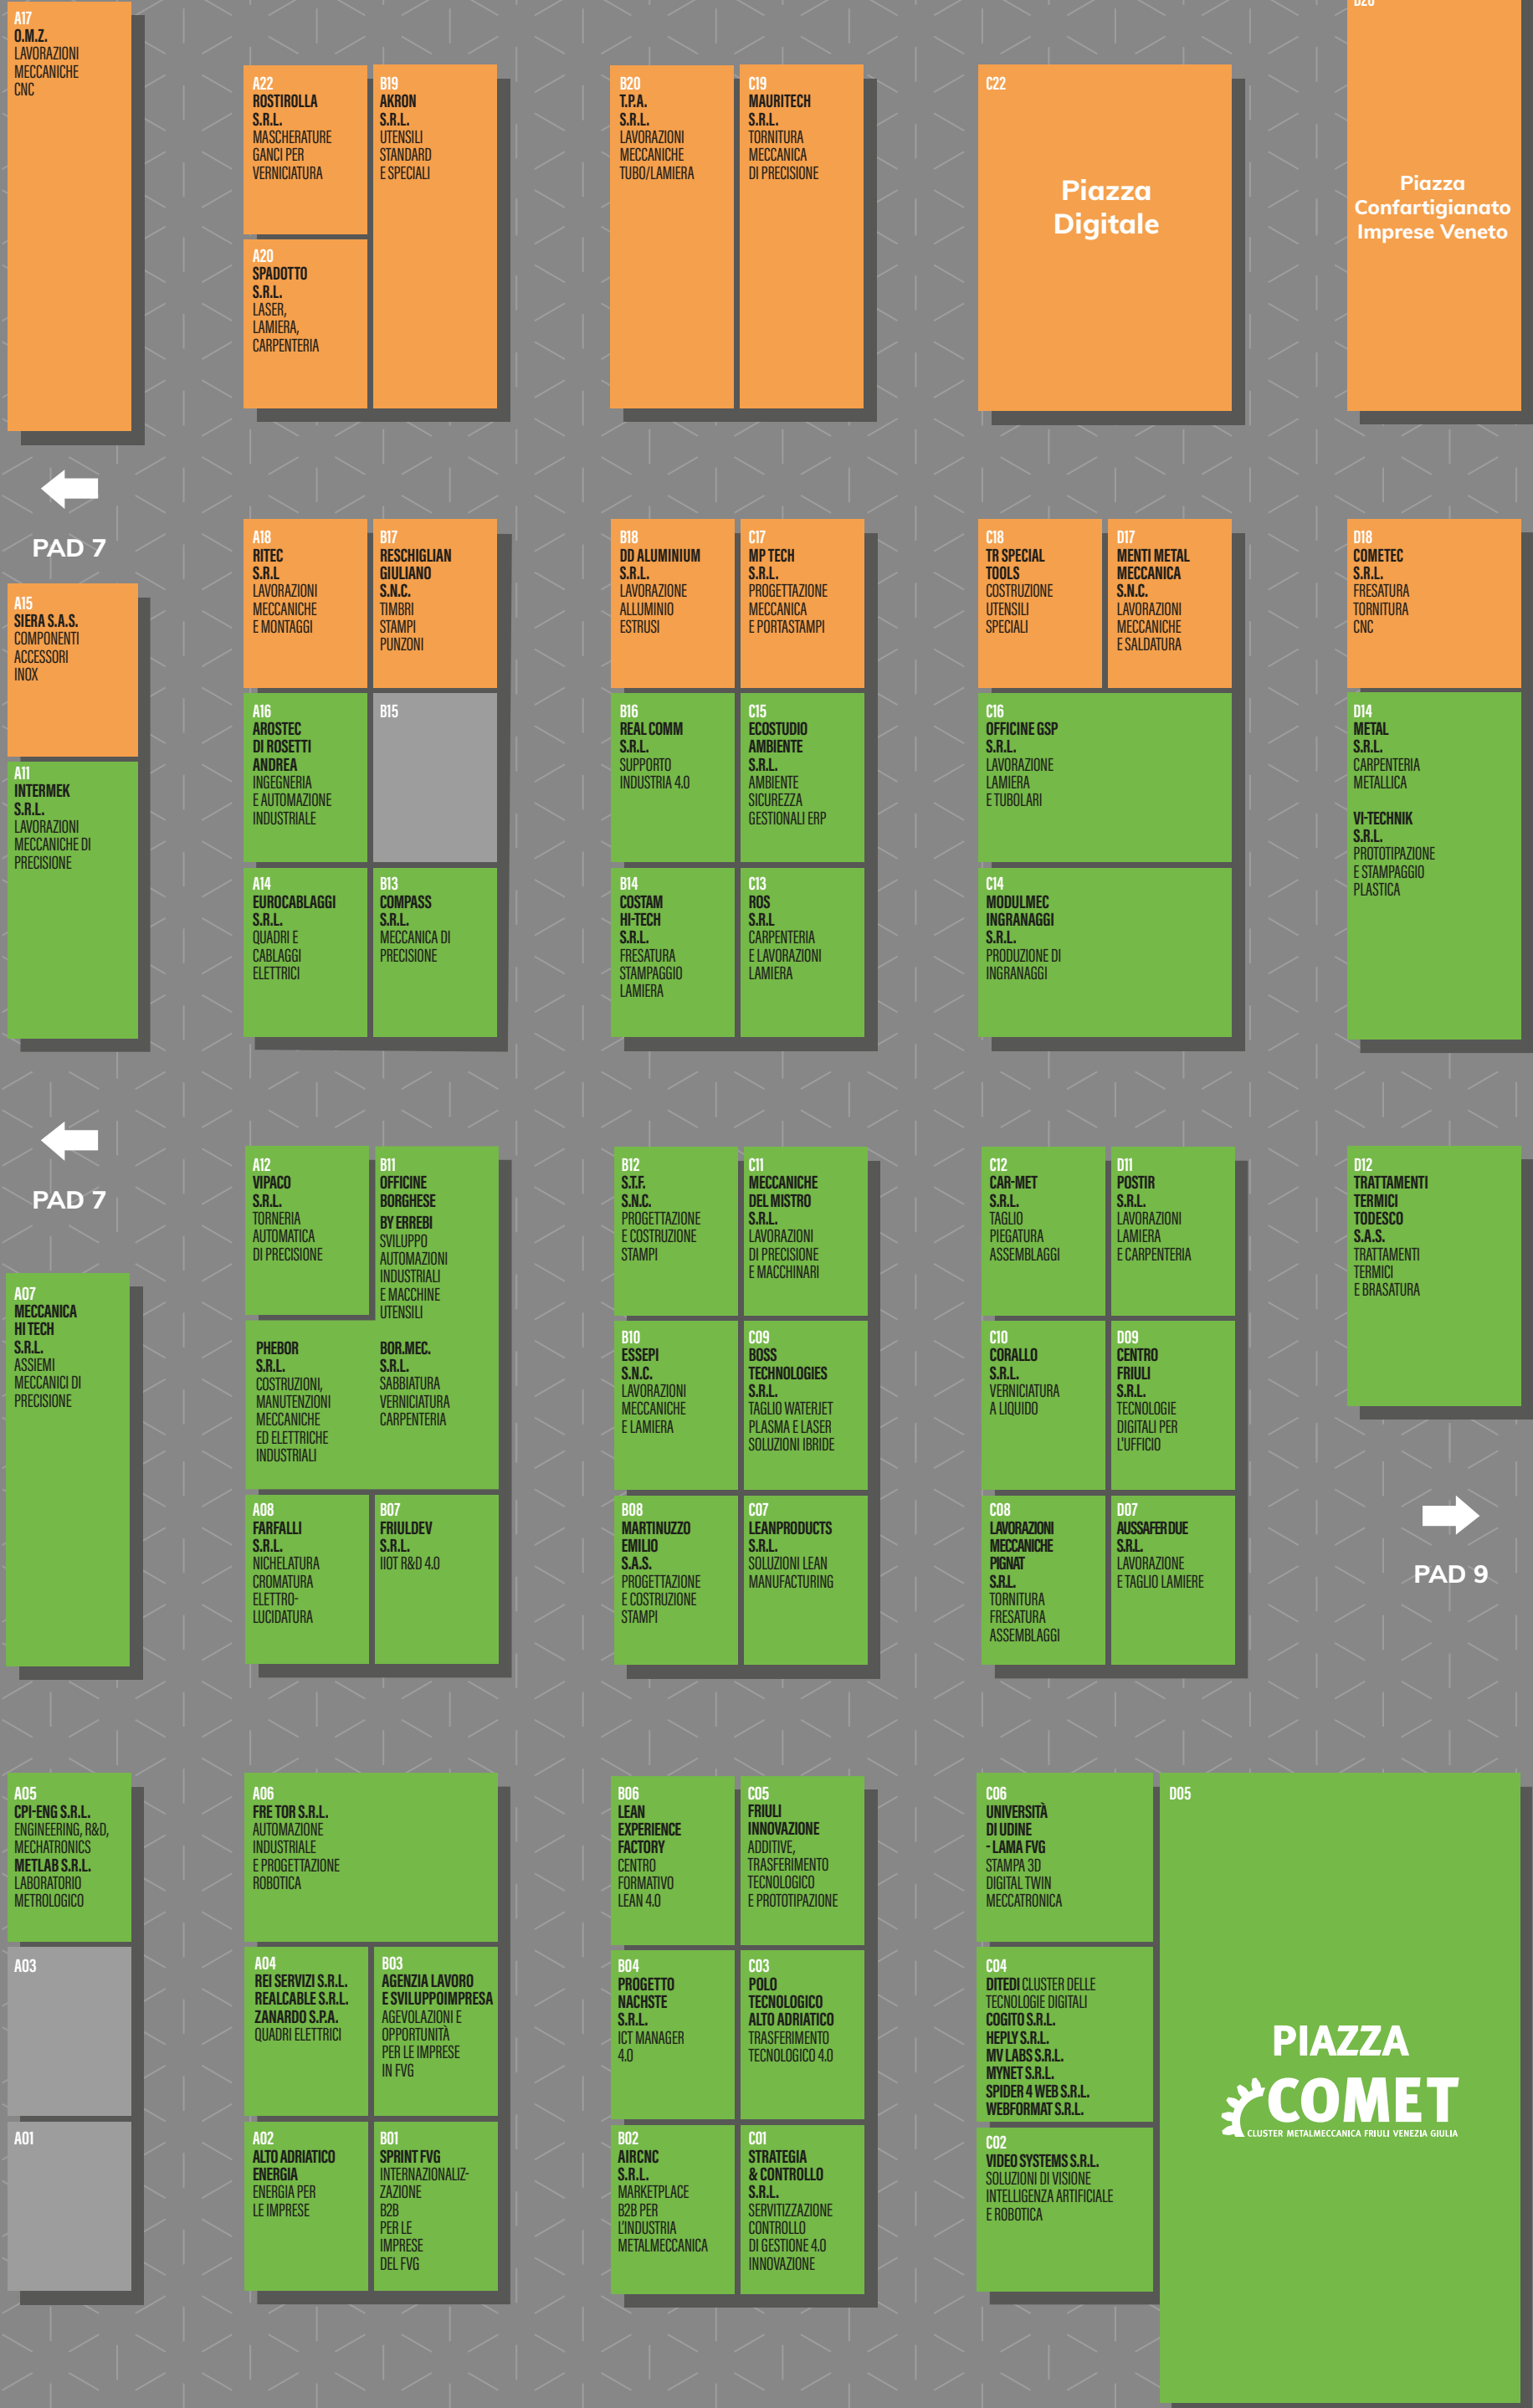 A17
O.M.Z.
LAVORAZIONI
MECCANICHE
CNC
A22
ROSTIROLLA
S.R.L.
MASCHERATURE
GANCI PER
VERNICIATURA
B19
AKRON
S.R.L.
UTENSILI
STANDARD
E SPECIALI
A20
SPADOTTO
S.R.L.
LASER,
LAMIERA,
CARPENTERIA
B20
T.P.A.
S.R.L.
LAVORAZIONI
MECCANICHE
TUBO/LAMIERA
C19
MAURITECH
S.R.L.
TORNITURA
MECCANICA
DI PRECISIONE
C22
Piazza
Digitale
D20
Piazza
Confartigianato
Imprese Veneto
PAD 7
A15
SIERA S.A.S.
COMPONENTI
ACCESSORI
INOX
A11
INTERMEK
S.R.L.
LAVORAZIONI
MECCANICHE DI
PRECISIONE
A18
RITEC
S.R.L
LAVORAZIONI
MECCANICHE
E MONTAGGI
B17
RESCHIGLIAN
GIULIANO
S.N.C.
TIMBRI
STAMPI
PUNZONI
A16
AROSTEC
DI ROSETTI
ANDREA
INGEGNERIA
E AUTOMAZIONE
INDUSTRIALE
B15
A14
EUROCABLAGGI
S.R.L.
QUADRI E
CABLAGGI
ELETTRICI
B13
COMPASS
S.R.L.
MECCANICA DI
PRECISIONE
B18
DD ALUMINIUM
S.R.L.
LAVORAZIONE
ALLUMINIO
ESTRUSI
C17
MP TECH
S.R.L.
PROGETTAZIONE
MECCANICA
E PORTASTAMPI
B16
REAL COMM
S.R.L.
SUPPORTO
INDUSTRIA 4.0
C15
ECOSTUDIO
AMBIENTE
S.R.L.
AMBIENTE
SICUREZZA
GESTIONALI ERP
B14
COSTAM
HI-TECH
S.R.L.
FRESATURA
STAMPAGGIO
LAMIERA
C13
ROS
S.R.L
CARPENTERIA
E LAVORAZIONI
LAMIERA
C18
TR SPECIAL
TOOLS
COSTRUZIONE
UTENSILI
SPECIALI
D17
MENTI METAL
MECCANICA
S.N.C.
LAVORAZIONI
MECCANICHE
E SALDATURA
C16
OFFICINE GSP
S.R.L.
LAVORAZIONE
LAMIERA
E TUBOLARI
C14
MODULMEC
INGRANAGGI
S.R.L.
PRODUZIONE DI
INGRANAGGI
D18
COMETEC
S.R.L.
FRESATURA
TORNITURA
CNC
D14
METAL
S.R.L.
CARPENTERIA
METALLICA
VI-TECHNIK
S.R.L.
PROTOTIPAZIONE
E STAMPAGGIO
PLASTICA
PAD 7
A07
MECCANICA
HI TECH
S.R.L.
ASSIEMI
MECCANICI DI
PRECISIONE
A12
VIPACO
S.R.L.
TORNERIA
AUTOMATICA
DI PRECISIONE
B11
OFFICINE
BORGHESE
BY ERREBI
SVILUPPO
AUTOMAZIONI
INDUSTRIALI
E MACCHINE
UTENSILI
PHEBOR
S.R.L.
COSTRUZIONI,
MANUTENZIONI
MECCANICHE
ED ELETTRICHE
INDUSTRIALI
BOR.MEC.
S.R.L.
SABBIATURA
VERNICIATURA
CARPENTERIA
A08
FARFALLI
S.R.L.
NICHELATURA
CROMATURA
ELETTRO-
LUCIDATURA
B07
FRIULDEV
S.R.L.
IIOT R&D 4.0
B12
S.T.F.
S.N.C.
PROGETTAZIONE
E COSTRUZIONE
STAMPI
C11
MECCANICHE
DEL MISTRO
S.R.L.
LAVORAZIONI
DI PRECISIONE
E MACCHINARI
B10
ESSEPI
S.N.C.
LAVORAZIONI
MECCANICHE
E LAMIERA
C09
BOSS
TECHNOLOGIES
S.R.L.
TAGLIO WATERJET
PLASMA E LASER
SOLUZIONI IBRIDE
B08
MARTINUZZO
EMILIO
S.A.S.
PROGETTAZIONE
E COSTRUZIONE
STAMPI
C07
LEANPRODUCTS
S.R.L.
SOLUZIONI LEAN
MANUFACTURING
C12
CAR-MET
S.R.L.
TAGLIO
PIEGATURA
ASSEMBLAGGI
D11
POSTIR
S.R.L.
LAVORAZIONI
LAMIERA
E CARPENTERIA
C10
CORALLO
S.R.L.
VERNICIATURA
A LIQUIDO
D09
CENTRO
FRIULI
S.R.L.
TECNOLOGIE
DIGITALI PER
L'UFFICIO
C08
LAVORAZIONI
MECCANICHE
PIGNAT
S.R.L.
TORNITURA
FRESATURA
ASSEMBLAGGI
D07
AUSSAFER DUE
S.R.L.
LAVORAZIONE
E TAGLIO LAMIERE
D12
TRATTAMENTI
TERMICI
TODESCO
S.A.S.
TRATTAMENTI
TERMICI
E BRASATURA
PAD 9
A05
CPI-ENG S.R.L.
ENGINEERING, R&D,
MECHATRONICS
METLAB S.R.L.
LABORATORIO
METROLOGICO
A03
A01
A06
FRE TOR S.R.L.
AUTOMAZIONE
INDUSTRIALE
E PROGETTAZIONE
ROBOTICA
A04
REI SERVIZI S.R.L.
REALCABLE S.R.L.
ZANARDO S.P.A.
QUADRI ELETTRICI
B03
AGENZIA LAVORO
E SVILUPPOIMPRESA
AGEVOLAZIONI E
OPPORTUNITÀ
PER LE IMPRESE
IN FVG
A02
ALTO ADRIATICO
ENERGIA
ENERGIA PER
LE IMPRESE
B01
SPRINT FVG
INTERNAZIONALIZ-
ZAZIONE
B2B
PER LE
IMPRESE
DEL FVG
B06
LEAN
EXPERIENCE
FACTORY
CENTRO
FORMATIVO
LEAN 4.0
C05
FRIULI
INNOVAZIONE
ADDITIVE,
TRASFERIMENTO
TECNOLOGICO
E PROTOTIPAZIONE
B04
PROGETTO
NACHSTE
S.R.L.
ICT MANAGER
4.0
C03
POLO
TECNOLOGICO
ALTO ADRIATICO
TRASFERIMENTO
TECNOLOGICO 4.0
B02
AIRCNC
S.R.L.
MARKETPLACE
B2B PER
L'INDUSTRIA
METALMECCANICA
C01
STRATEGIA
& CONTROLLO
S.R.L.
SERVITIZZAZIONE
CONTROLLO
DI GESTIONE 4.0
INNOVAZIONE
C06
UNIVERSITÀ
DI UDINE
- LAMA FVG
STAMPA 3D
DIGITAL TWIN
MECCATRONICA
C04
DITEDI CLUSTER DELLE
TECNOLOGIE DIGITALI
COGITO S.R.L.
HEPLY S.R.L.
MV LABS S.R.L.
MYNET S.R.L.
SPIDER 4 WEB S.R.L.
WEBFORMAT S.R.L.
C02
VIDEO SYSTEMS S.R.L.
SOLUZIONI DI VISIONE
INTELLIGENZA ARTIFICIALE
E ROBOTICA
D05
PIAZZA
COMET
CLUSTER METALMECCANICA FRIULI VENEZIA GIULIA